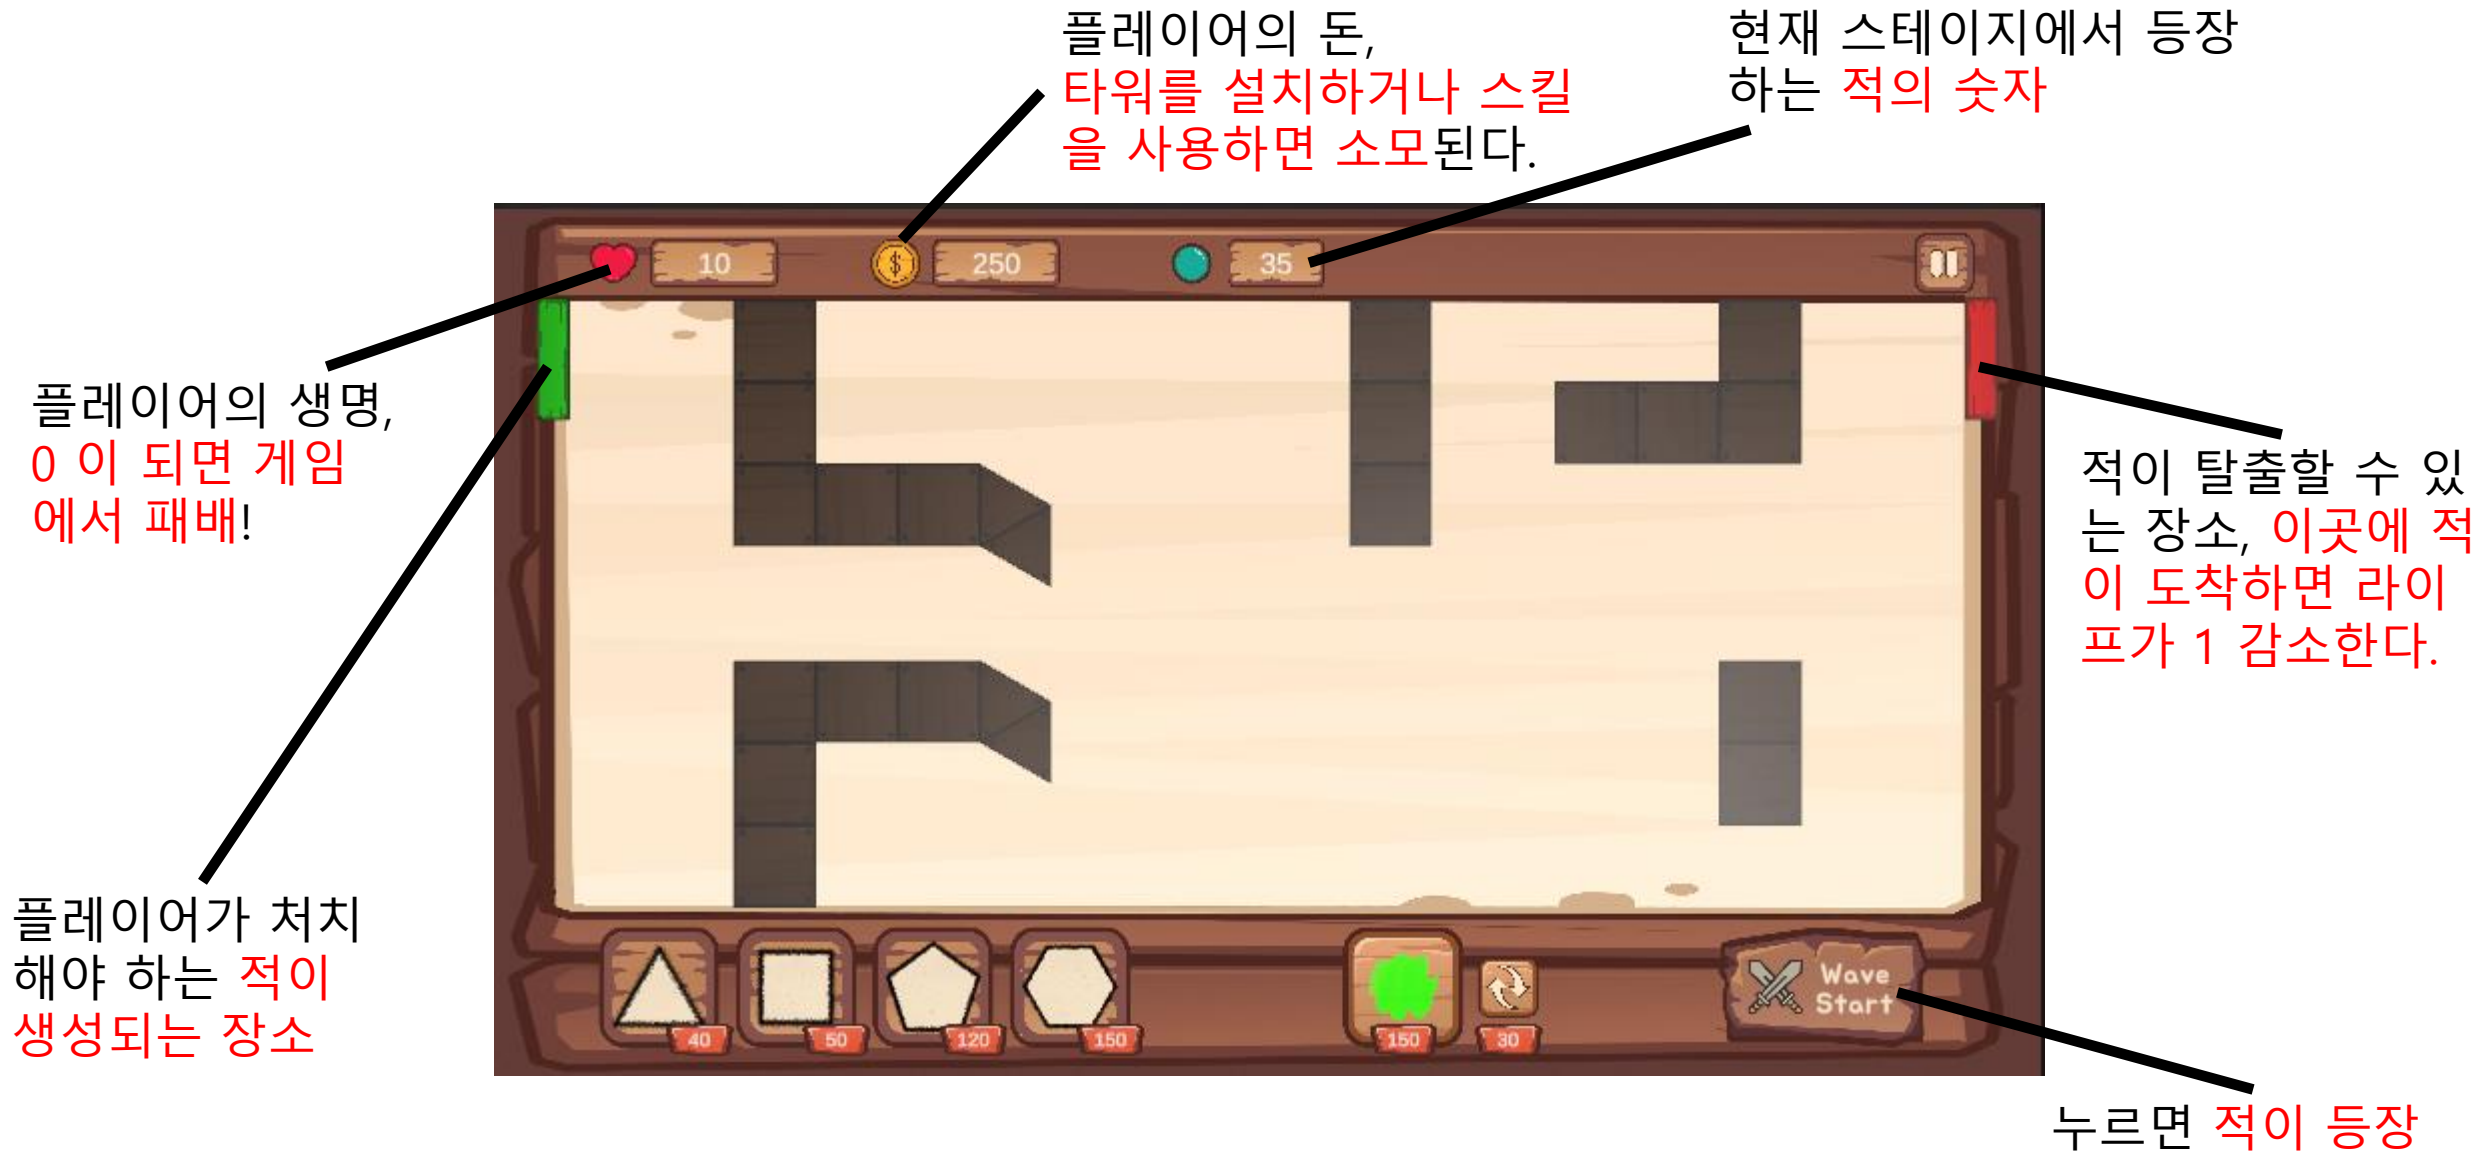 플레이어의 돈,
타워를 설치하거나 스킬
을 사용하면 소모된다.
현재 스테이지에서 등장
하는 적의 숫자
10
$
250
35
플레이어의 생명,
0 이 되면 게임
에서 패배!
적이 탈출할 수 있
는 장소, 이곳에 적
이 도착하면 라이
프가 1 감소한다.
플레이어가 처치
해야 하는 적이
생성되는 장소
40
50
120
150
150
30
Wave
Start
누르면 적이 등장